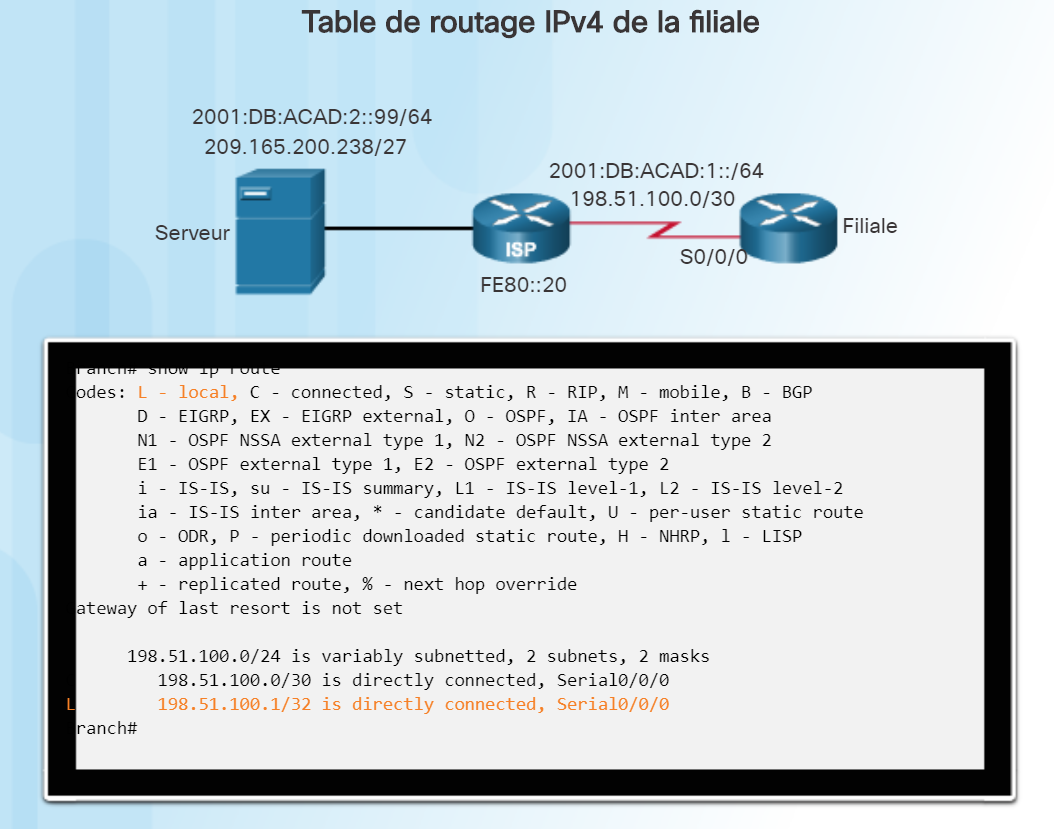 Table de routage IPv4 de la filiale
2001:DB:ACAD:2::99/64
209.165.200.238/27
2001:DB:ACAD:1::/64
198.51.100.0/30
Serveur
ISP
Filiale
S0/0/0
FE80::20
ranch# show ip route
odes: L - local, C - connected, S - static, R - RIP, M - mobile, B - BGP
D - EIGRP, EX - EIGRP external, O - OSPF, IA - OSPF inter area
N1 - OSPF NSSA external type 1, N2 - OSPF NSSA external type 2
E1 - OSPF external type 1, E2 - OSPF external type 2
i - IS-IS, su - IS-IS summary, L1 - IS-IS level-1, L2 - IS-IS level-2
ia - IS-IS inter area, * - candidate default, U - per-user static route
o - ODR, P - periodic downloaded static route, H - NHRP, l - LISP
a - application route
+ - replicated route, % - next hop override
ateway of last resort is not set
198.51.100.0/24 is variably subnetted, 2 subnets, 2 masks
198.51.100.0/30 is directly connected, Serial0/0/0
L 198.51.100.1/32 is directly connected, Serial0/0/0
ranch#